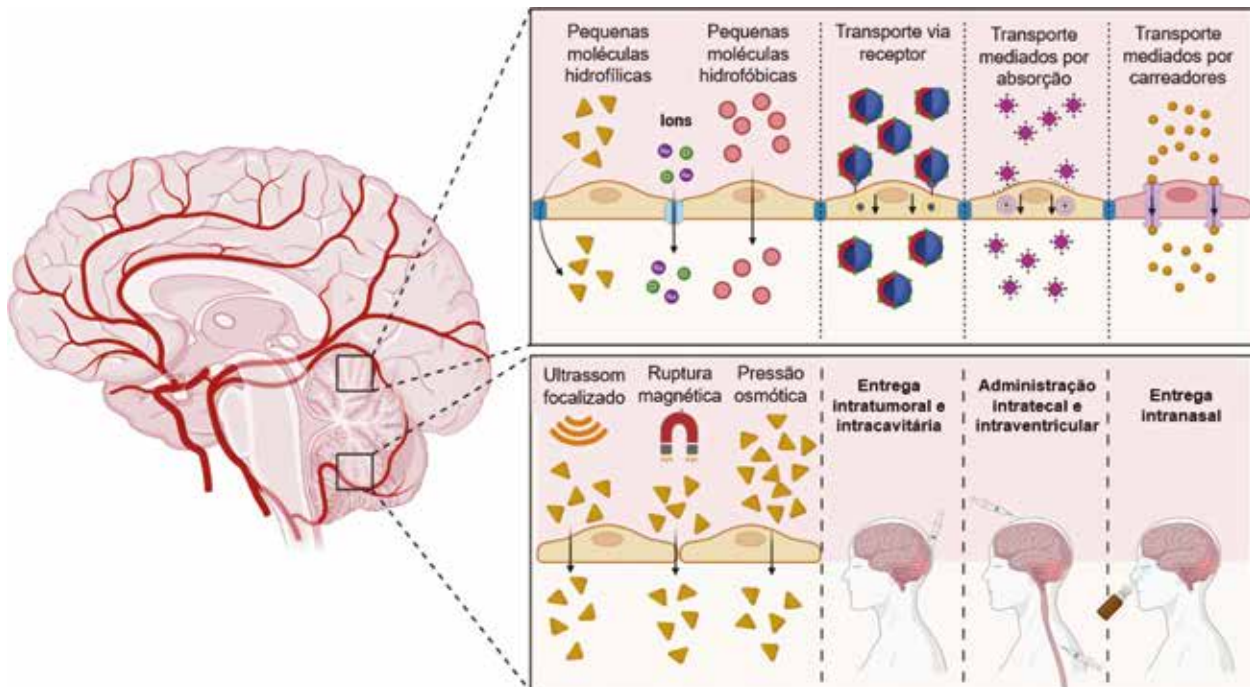 Pequenas
moléculas
hidrofílicas
Ions
Pequenas
moléculas
hidrofóbicas
Transporte via
receptor
Transporte
mediados por
absorção
Transporte
mediados por
carreadores
Ultrassom
focalizado
Ruptura
magnética
Pressão
osmótica
Entrega
intratumoral e
intracavitária
Administração
intratecal e
intraventricular
Entrega
intranasal